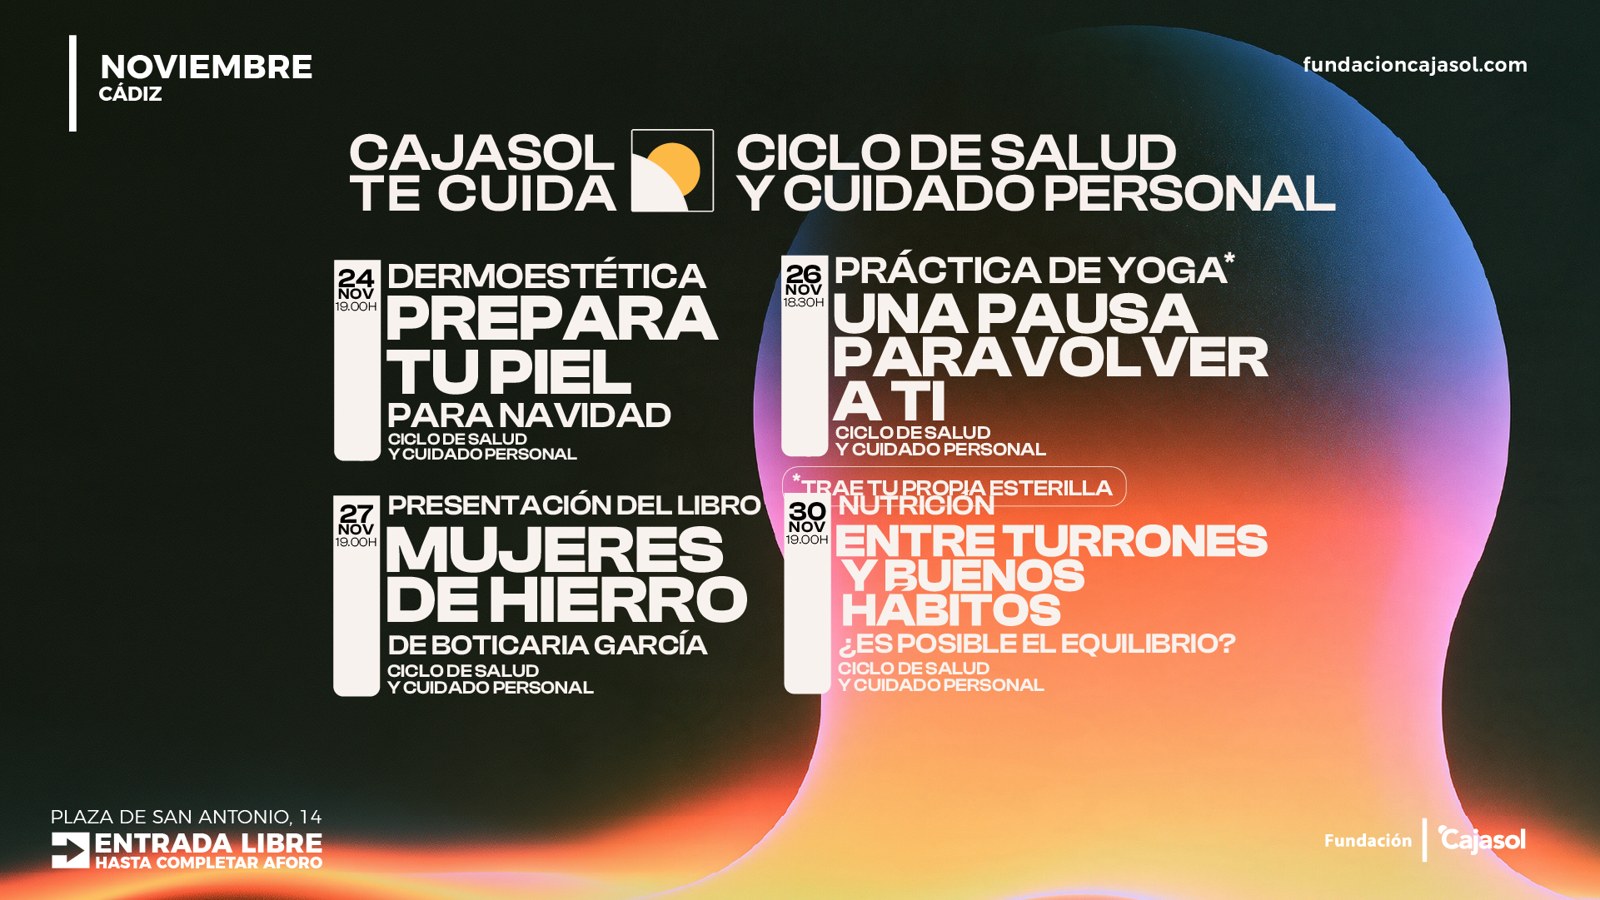 NOVIEMBRE
CÁDIZ
fundacioncajasol.com
CAJASOL
TE CUIDA
CICLO DE SALUD
Y CUIDADO PERSONAL
24
NOV
19.00H
DERMOESTÉTICA
PREPARA
TU PIEL
PARA NAVIDAD
CICLO DE SALUD
Y CUIDADO PERSONAL
26
NOV
18.30H
PRÁCTICA DE YOGA*
UNA PAUSA
PARA VOLVER
A TI
CICLO DE SALUD
Y CUIDADO PERSONAL
*TRAE TU PROPIA ESTERILLA
27
NOV
19.00H
PRESENTACIÓN DEL LIBRO
MUJERES
DE HIERRO
DE BOTICARIA GARCÍA
CICLO DE SALUD
Y CUIDADO PERSONAL
30
NOV
19.00H
NUTRICIÓN
ENTRE TURRONES
Y BUENOS
HÁBITOS
¿ES POSIBLE EL EQUILIBRIO?
CICLO DE SALUD
Y CUIDADO PERSONAL
PLAZA DE SAN ANTONIO, 14
ENTRADA LIBRE
HASTA COMPLETAR AFORO
Fundación | Cajasol